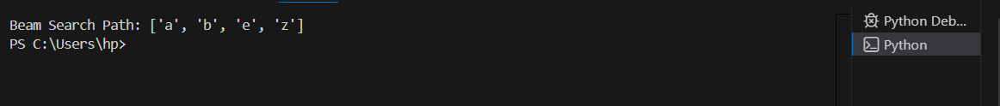 Beam Search Path: ['a', 'b', 'e', 'z']
PS C:\Users\hp>
Python Deb...
Python